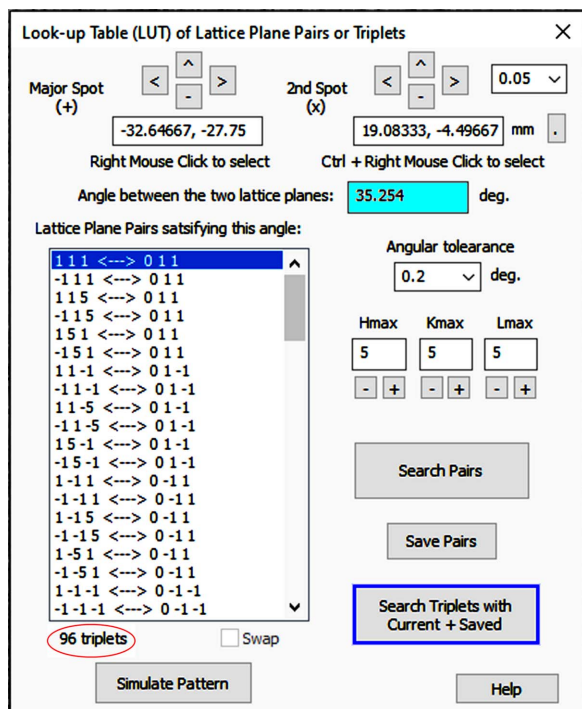 Look-up Table (LUT) of Lattice Plane Pairs or Triplets
Major Spot
(+)
< ^ - >
2nd Spot
(x)
< ^ - >
0.05
-32.64667, -27.75
19.08333, -4.49667 mm .
Right Mouse Click to select
Ctrl + Right Mouse Click to select
Angle between the two lattice planes: 35.254 deg.
Lattice Plane Pairs satsifying this angle:
1 1 1 <---> 0 1 1
-1 1 1 <---> 0 1 1
1 1 5 <---> 0 1 1
-1 1 5 <---> 0 1 1
1 5 1 <---> 0 1 1
-1 5 1 <---> 0 1 1
1 1 -1 <---> 0 1 -1
-1 1 -1 <---> 0 1 -1
1 1 -5 <---> 0 1 -1
-1 1 -5 <---> 0 1 -1
1 5 -1 <---> 0 1 -1
-1 5 -1 <---> 0 1 -1
1 -1 1 <---> 0 -1 1
-1 -1 1 <---> 0 -1 1
1 -1 5 <---> 0 -1 1
-1 -1 5 <---> 0 -1 1
1 -5 1 <---> 0 -1 1
-1 -5 1 <---> 0 -1 1
1 -1 -1 <---> 0 -1 -1
-1 -1 -1 <---> 0 -1 -1
96 triplets
Swap
Simulate Pattern
Angular tolearance
0.2 deg.
Hmax Kmax Lmax
5 5 5
- + - + - +
Search Pairs
Save Pairs
Search Triplets with
Current + Saved
Help